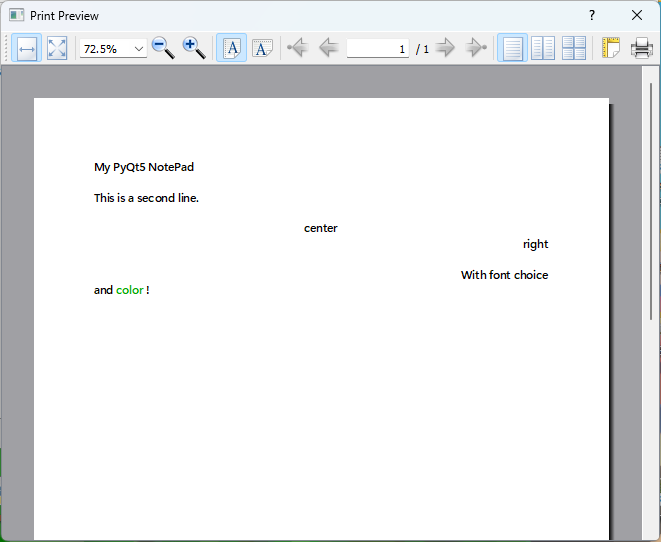 Print Preview
?
72.5%
A A 1 / 1
My PyQt5 NotePad
This is a second line.
center
right
With font choice
and color !